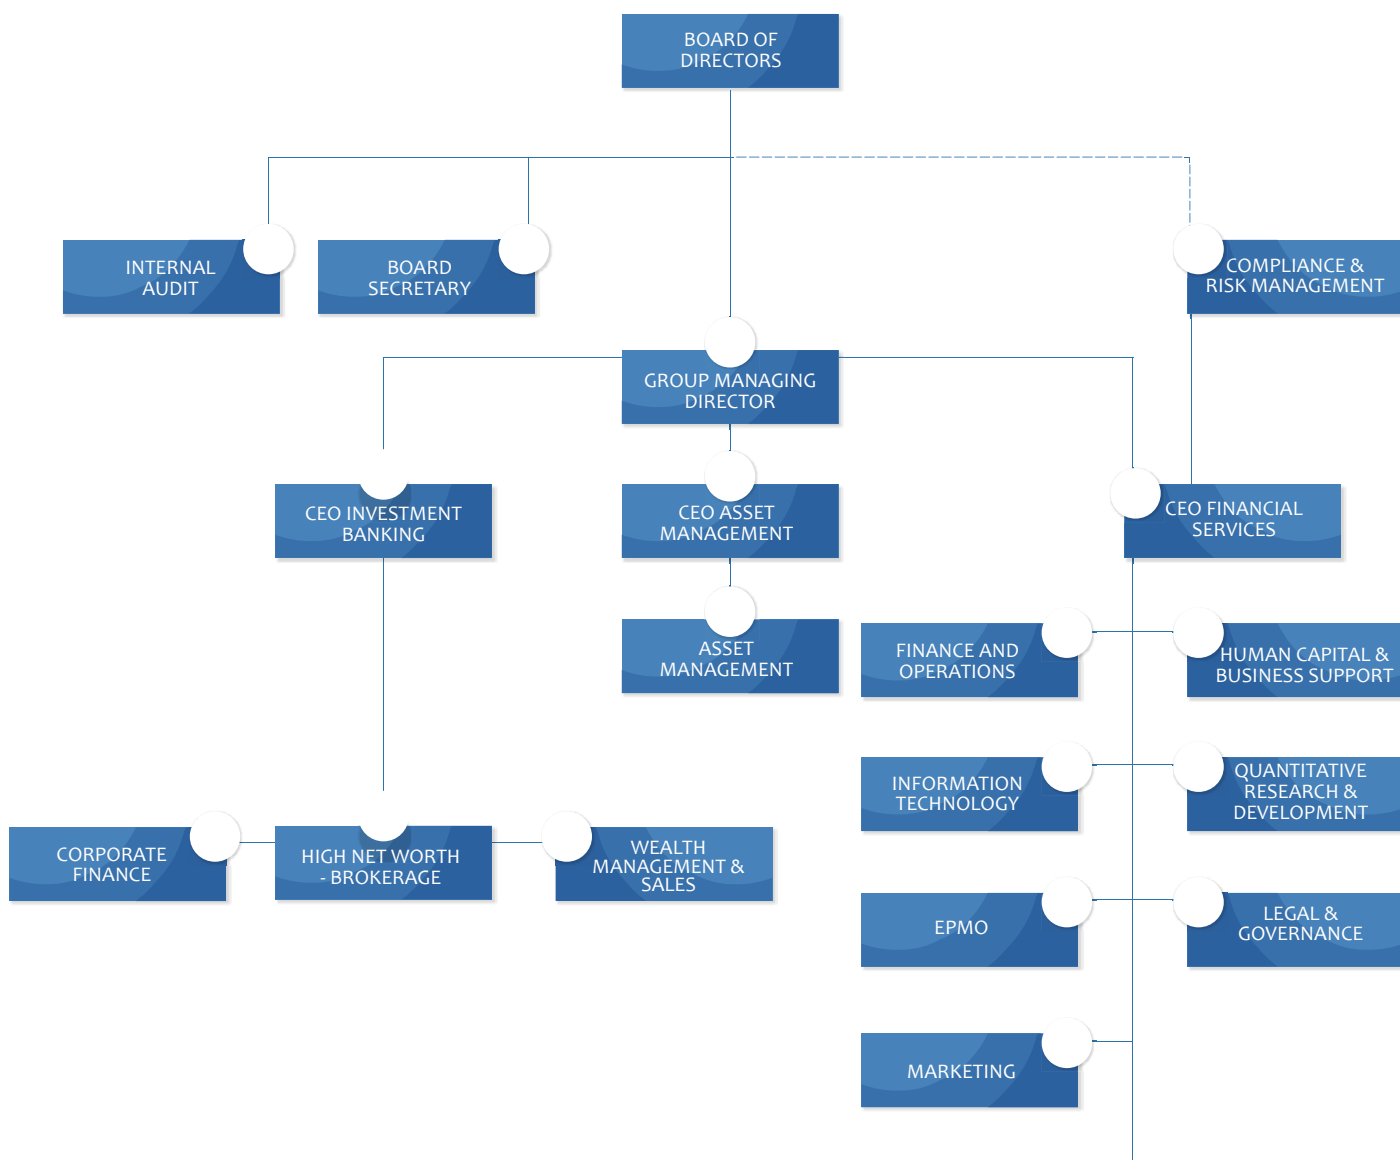 BOARD OF
DIRECTORS
INTERNAL
AUDIT
BOARD
SECRETARY
COMPLIANCE &
RISK MANAGEMENT
GROUP MANAGING
DIRECTOR
CEO INVESTMENT
BANKING
CEO ASSET
MANAGEMENT
CEO FINANCIAL
SERVICES
ASSET
MANAGEMENT
FINANCE AND
OPERATIONS
HUMAN CAPITAL &
BUSINESS SUPPORT
INFORMATION
TECHNOLOGY
QUANTITATIVE
RESEARCH &
DEVELOPMENT
CORPORATE
FINANCE
HIGH NET WORTH
- BROKERAGE
WEALTH
MANAGEMENT &
SALES
EPMO
LEGAL &
GOVERNANCE
MARKETING